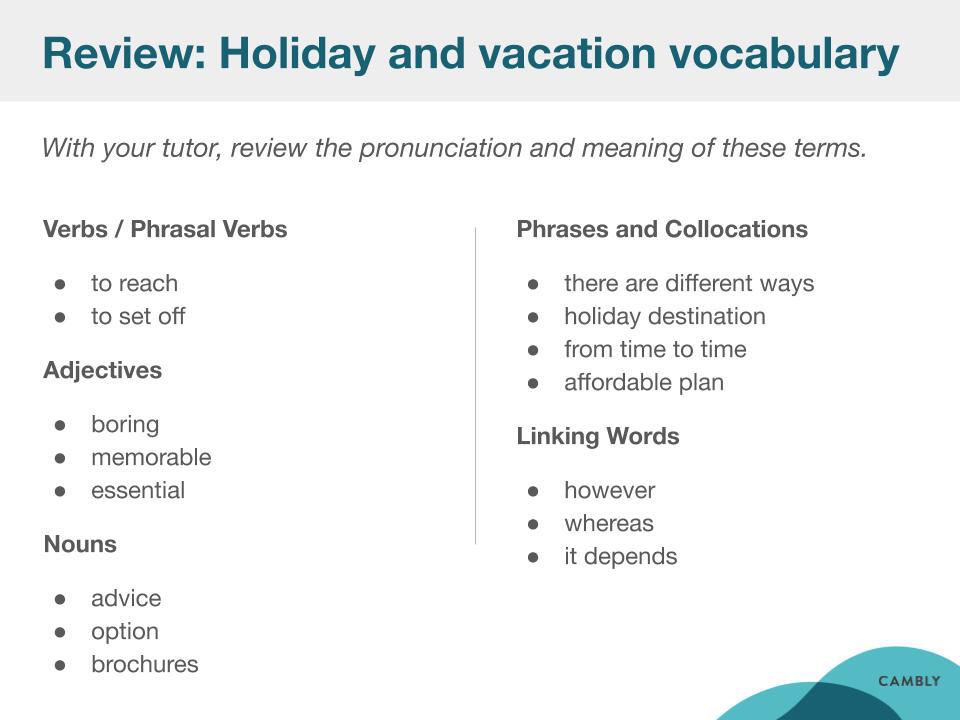 Review: Holiday and vacation vocabulary
With your tutor, review the pronunciation and meaning of these terms.
Verbs / Phrasal Verbs
● to reach
● to set off
Adjectives
● boring
● memorable
● essential
Nouns
● advice
● option
● brochures
Phrases and Collocations
● there are different ways
● holiday destination
● from time to time
● affordable plan
Linking Words
● however
● whereas
● it depends
CAMBLY